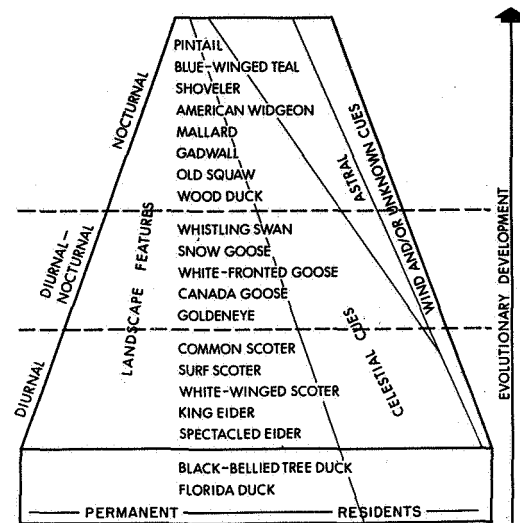 PINTAIL
BLUE-WINGED TEAL
SHOVELER
AMERICAN WIDGEON
MALLARD
GADWALL
OLD SQUAW
WOOD DUCK
WHISTLING SWAN
SNOW GOOSE
WHITE-FRONTED GOOSE
CANADA GOOSE
GOLDENEYE
COMMON SCOTER
SURF SCOTER
WHITE-WINGED SCOTER
KING EIDER
SPECTACLED EIDER
BLACK-BELLIED TREE DUCK
FLORIDA DUCK
PERMANENT RESIDENTS
NOCTURNAL
DIURNAL-
NOCTURNAL
DIURNAL
LANDSCAPE FEATURES
CELESTIAL CUES
ASTRAL
WIND AND/OR UNKNOWN CUES
EVOLUTIONARY DEVELOPMENT